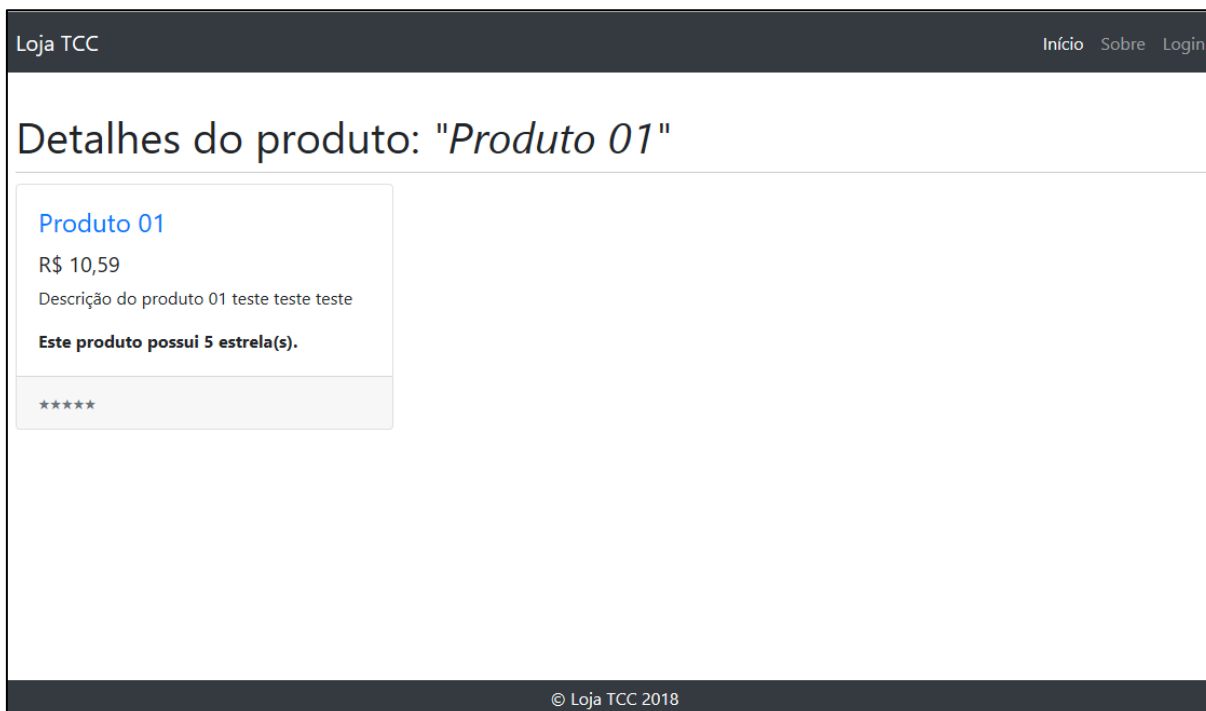 Loja TCC
Início Sobre Login
Detalhes do produto: "Produto 01"
Produto 01
R$ 10,59
Descrição do produto 01 teste teste teste
Este produto possui 5 estrela(s).
★★★★★
© Loja TCC 2018